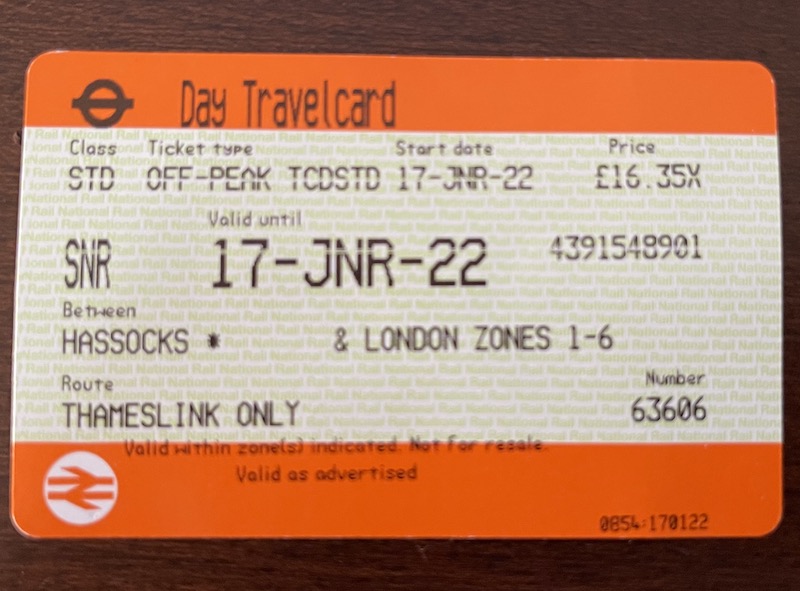 Day Travelcard
Class Ticket type Start date Price
STD OFF-PEAK TCDSTD 17-JNR-22 £16.35X
Valid until
SNR 17-JNR-22 4391548901
Between
HASSOCKS * & LONDON ZONES 1-6
Route Number
THAMESLINK ONLY 63606
Valid within zone(s) indicated. Not for resale.
Valid as advertised
0854:170122